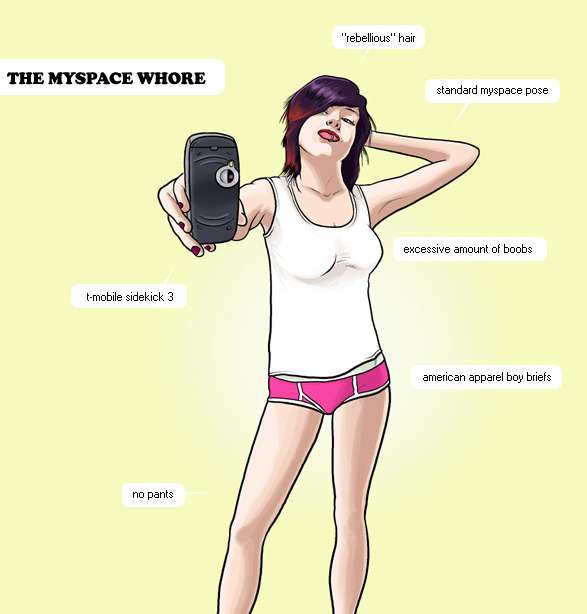 "rebellious" hair
THE MYSPACE WHORE
standard myspace pose
excessive amount of boobs
t-mobile sidekick 3
american apparel boy briefs
no pants